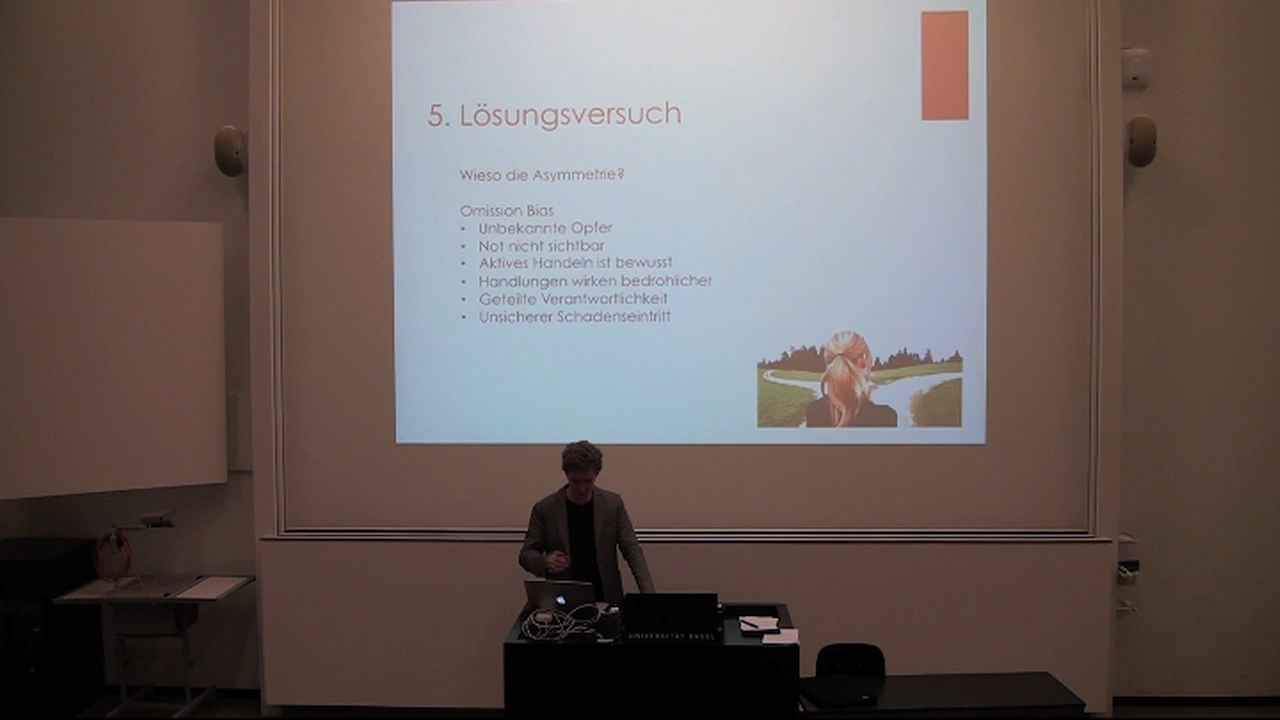 5. Lösungsversuch
Wieso die Asymmetrie?
Omission Bias
• Unbekannte Opfer
• Not nicht sichtbar
• Aktives Handeln ist bewusst
• Handlungen wirken bedrohlicher
• Geteilte Verantwortlichkeit
• Unsicherer Schadenseintritt
UNIVERSITÄT BASEL